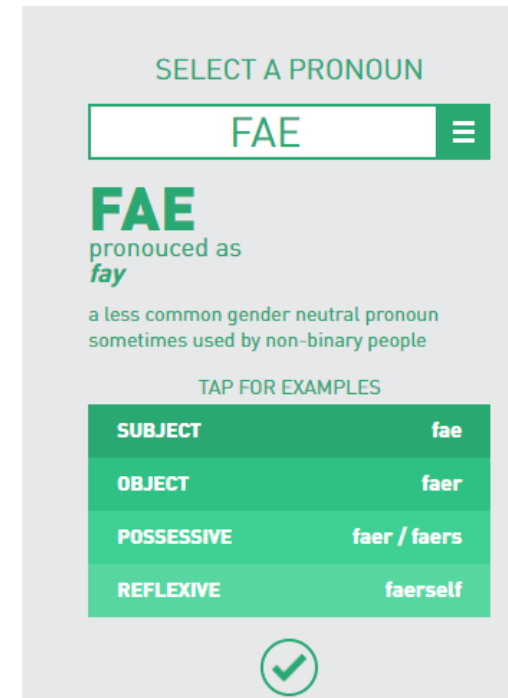 SELECT A PRONOUN
FAE
FAE
pronouced as
fay
a less common gender neutral pronoun
sometimes used by non-binary people
TAP FOR EXAMPLES
SUBJECT fae
OBJECT faer
POSSESSIVE faer / faers
REFLEXIVE faerself